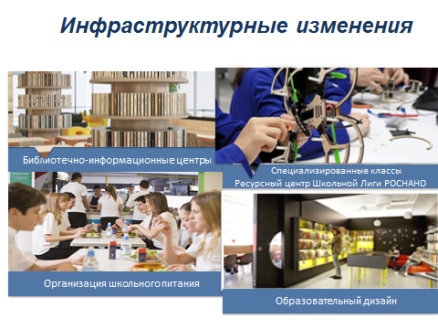 Инфраструктурные изменения
Библиотечно-информационные центры
Специализированные классы
Ресурсный центр Школьной Лиги РОСНАНО
Организация школьного питания
Образовательный дизайн